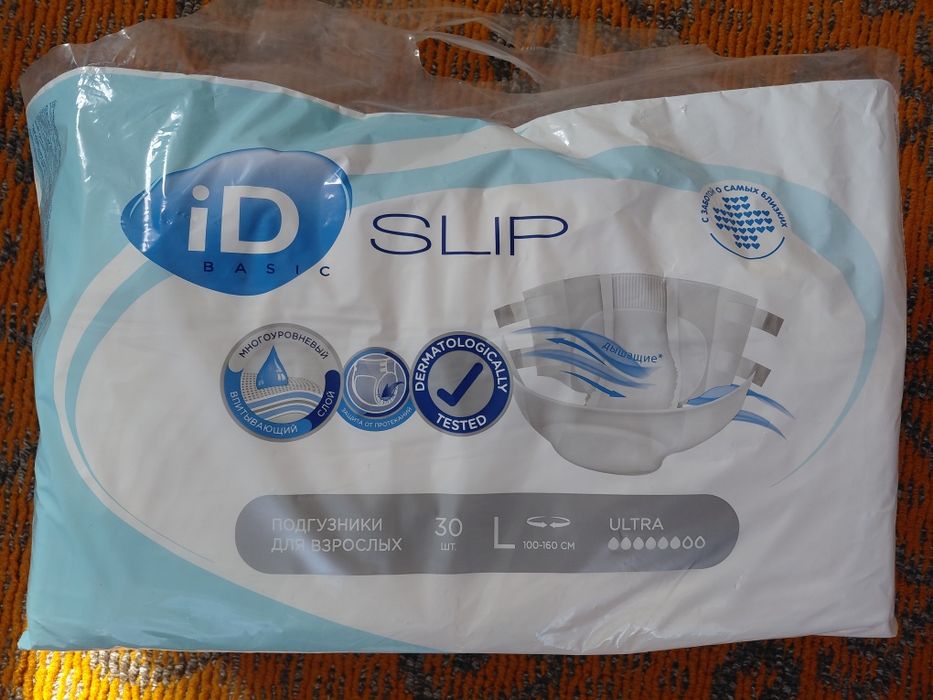 iD
BASIC
SLIP
С ЗАБОТОЙ О САМЫХ БЛИЗКИХ
МНОГОУРОВНЕВЫЙ
ВПИТЫВАЮЩИЙ СЛОЙ
ЗАЩИТА ОТ ПРОТЕКАНИЙ
DERMATOLOGICALLY
TESTED
дышащие*
ПОДГУЗНИКИ
ДЛЯ ВЗРОСЛЫХ
30
ШТ.
L
100-160 СМ
ULTRA